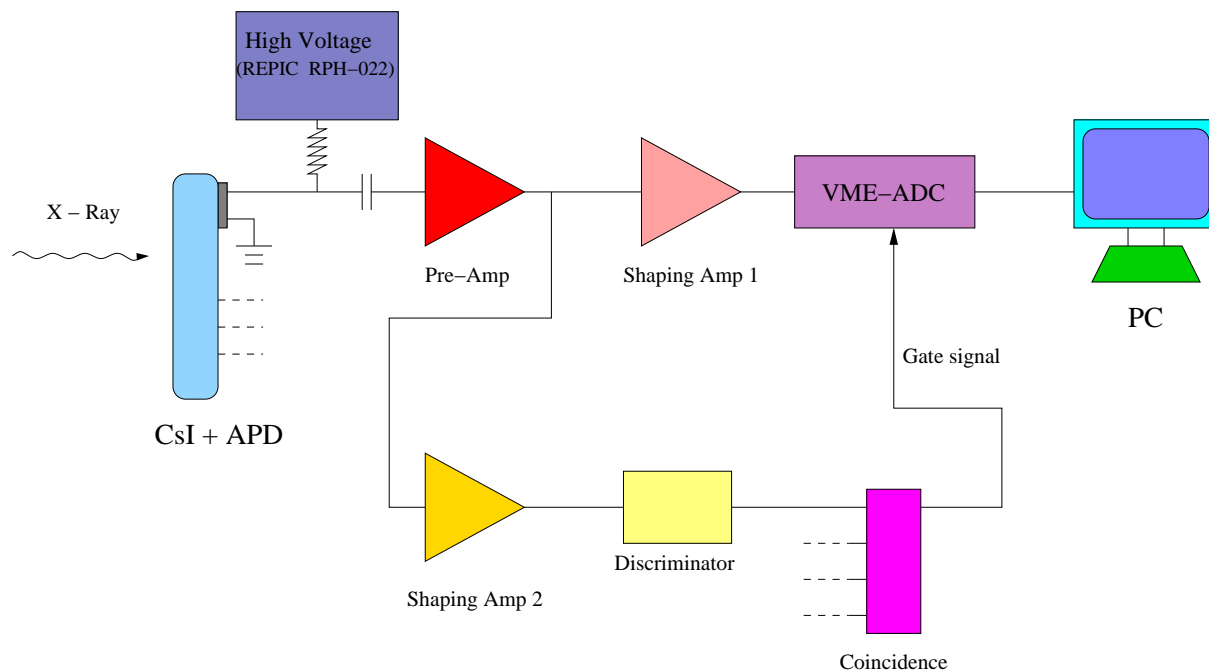 High Voltage
(REPIC RPH−022)
X − Ray
VME−ADC
Pre−Amp
Shaping Amp 1
PC
Gate signal
CsI + APD
Discriminator
Shaping Amp 2
Coincidence